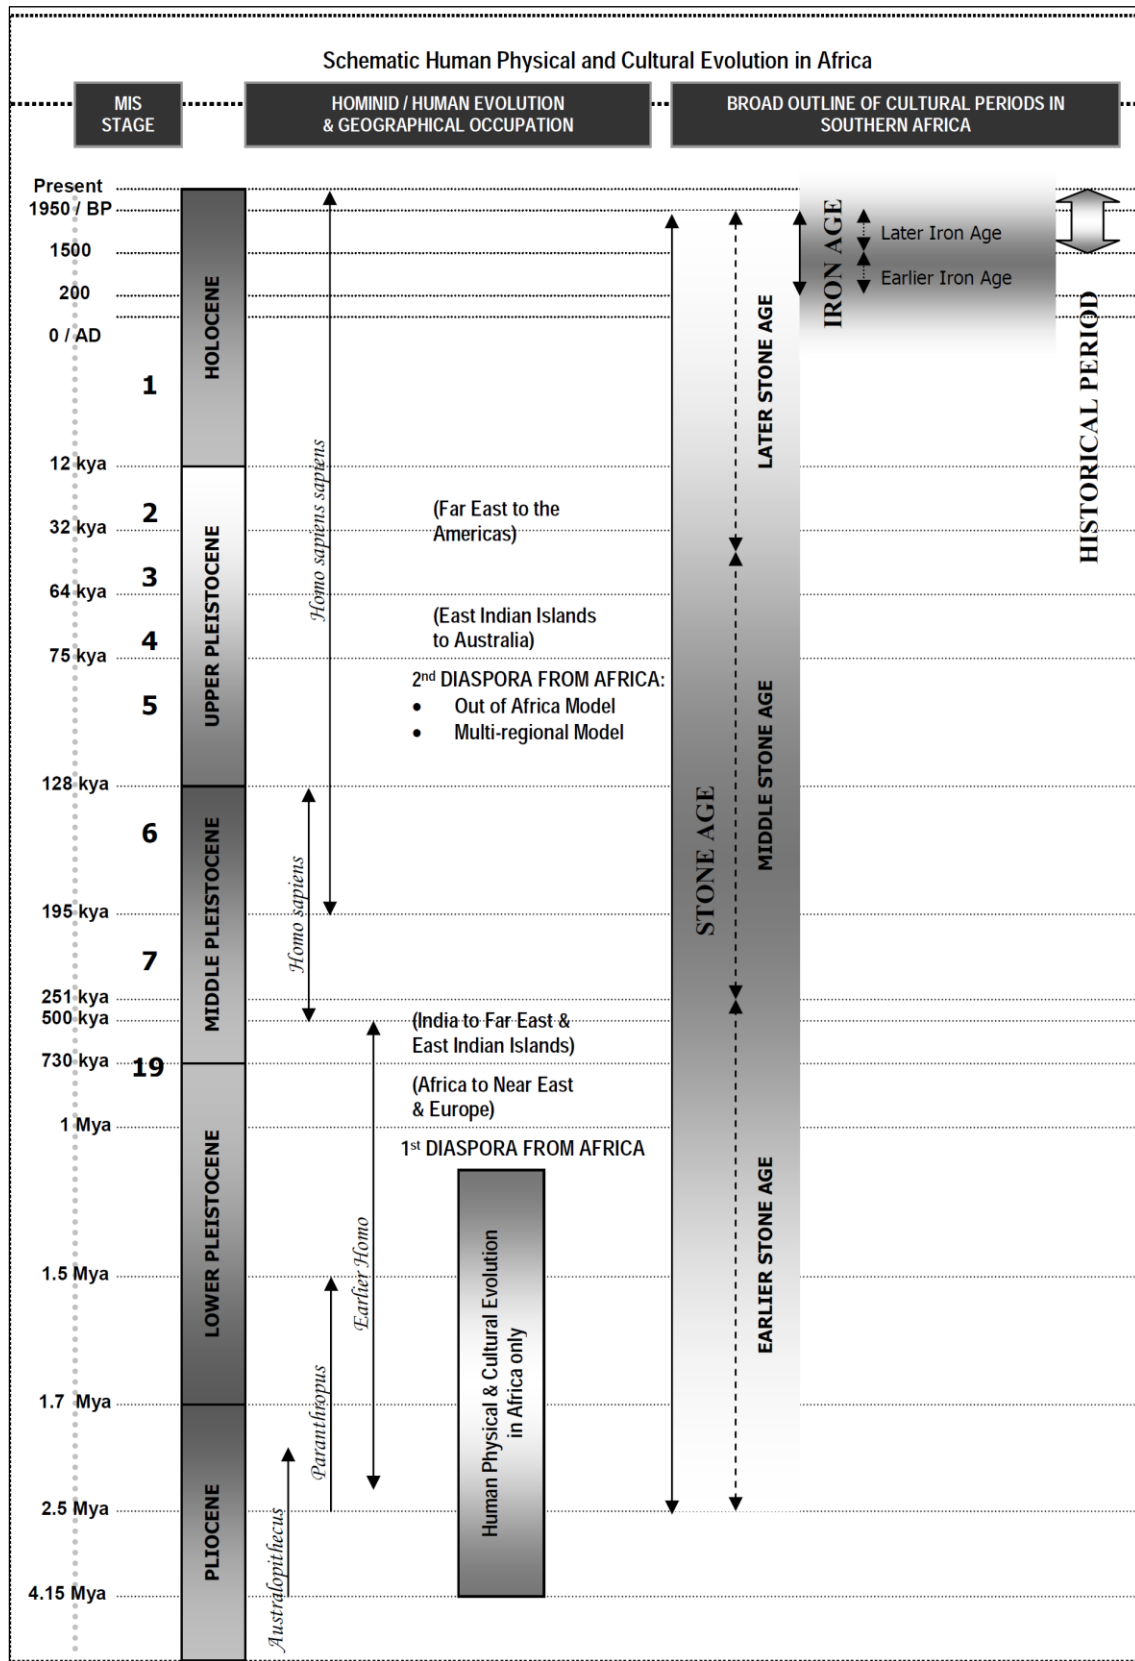 Schematic Human Physical and Cultural Evolution in Africa
MIS
STAGE
HOMINID / HUMAN EVOLUTION
& GEOGRAPHICAL OCCUPATION
BROAD OUTLINE OF CULTURAL PERIODS IN
SOUTHERN AFRICA
Present
1950 / BP
1500
200
0 / AD
12 kya
32 kya
64 kya
75 kya
128 kya
195 kya
251 kya
500 kya
730 kya
1 Mya
1.5 Mya
1.7 Mya
2.5 Mya
4.15 Mya
1
2
3
4
5
6
7
19
HOLOCENE
UPPER PLEISTOCENE
MIDDLE PLEISTOCENE
LOWER PLEISTOCENE
PLIOCENE
Homo sapiens sapiens
Homo sapiens
Earlier Homo
Paranthropus
Australopithecus
(Far East to the
Americas)
(East Indian Islands
to Australia)
2nd DIASPORA FROM AFRICA:
• Out of Africa Model
• Multi-regional Model
(India to Far East &
East Indian Islands)
(Africa to Near East
& Europe)
1st DIASPORA FROM AFRICA
Human Physical & Cultural Evolution
in Africa only
STONE AGE
LATER STONE AGE
MIDDLE STONE AGE
EARLIER STONE AGE
IRON AGE
Later Iron Age
Earlier Iron Age
HISTORICAL PERIOD